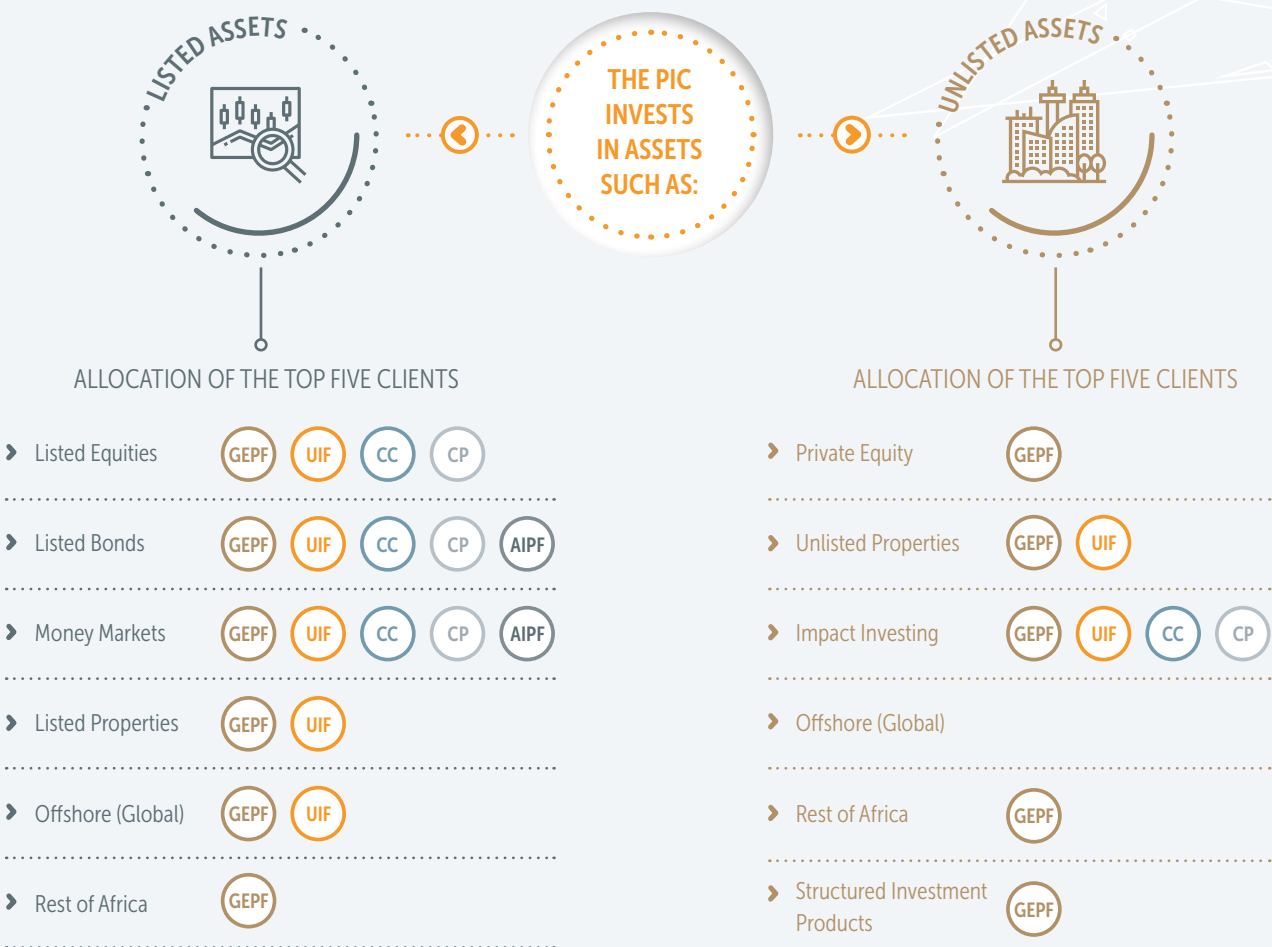 LISTED ASSETS
THE PIC
INVESTS
IN ASSETS
SUCH AS:
UNLISTED ASSETS
ALLOCATION OF THE TOP FIVE CLIENTS
Listed Equities GEPF UIF CC CP
Listed Bonds GEPF UIF CC CP AIPF
Money Markets GEPF UIF CC CP AIPF
Listed Properties GEPF UIF
Offshore (Global) GEPF UIF
Rest of Africa GEPF
ALLOCATION OF THE TOP FIVE CLIENTS
Private Equity GEPF
Unlisted Properties GEPF UIF
Impact Investing GEPF UIF CC CP
Offshore (Global)
Rest of Africa GEPF
Structured Investment
Products GEPF